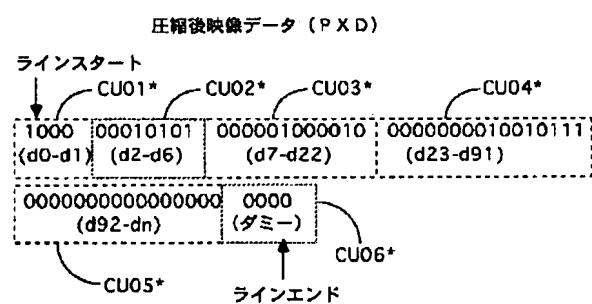 圧縮後映像データ(PXD)
ラインスタート
CU01* CU02* CU03* CU04*
1000 00010101 000001000010 0000000010010111
(d0-d1) (d2-d6) (d7-d22) (d23-d91)
0000000000000000 0000
(d92-dn) (ダミー)
CU05* ラインエンド CU06*